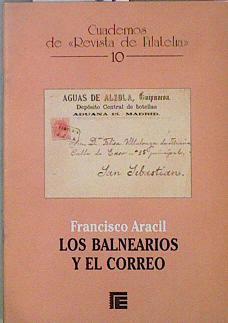 Cuadernos
de «Revista de Filatelia»
10
AGUAS DE ALZOLA, Guipuzcoa.
Depósito Central de botellas
ADUANA 15. MADRID.
San Sebastian
Francisco Aracil
LOS BALNEARIOS
Y EL CORREO